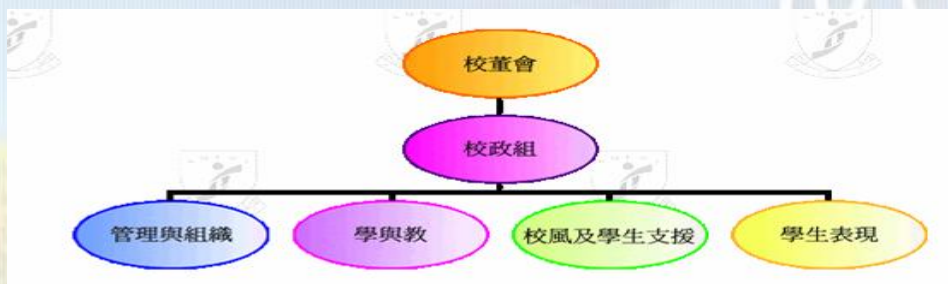 校董會
校政組
管理與組織
學與教
校風及學生支援
學生表現